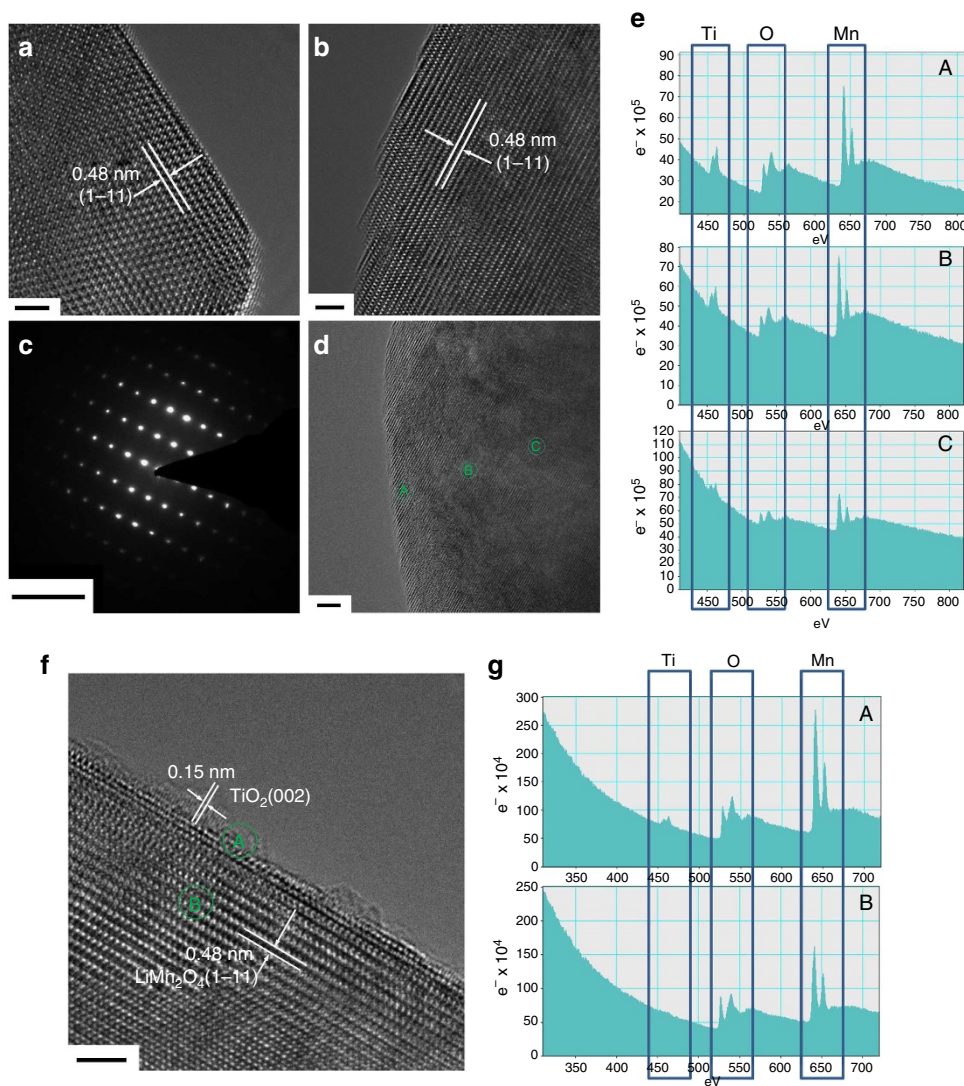 a
0.48 nm
(1–11)
b
0.48 nm
(1–11)
c
d
A
B
C
e
Ti O Mn
A
e⁻ x 10⁵
90
80
70
60
50
40
30
20
450 500 550 600 650 700 750 800
eV
B
e⁻ x 10⁵
80
70
60
50
40
30
20
10
0
450 500 550 600 650 700 750 800
eV
C
e⁻ x 10⁵
120
110
100
90
80
70
60
50
40
30
20
10
0
450 500 550 600 650 700 750 800
eV
f
0.15 nm
TiO₂(002)
A
B
0.48 nm
LiMn₂O₄(1–11)
g
Ti O Mn
A
e⁻ x 10⁴
300
250
200
150
100
50
0
350 400 450 500 550 600 650 700
B
e⁻ x 10⁴
250
200
150
100
50
0
350 400 450 500 550 600 650 700
eV